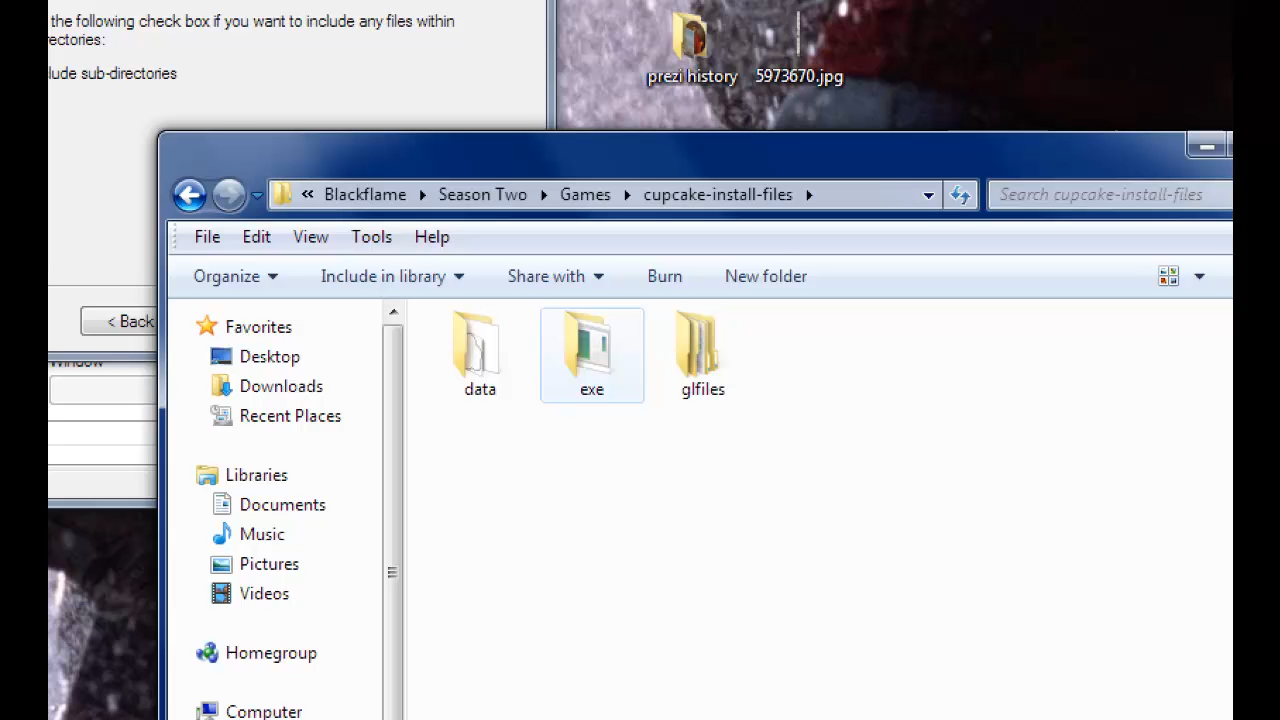 the following check box if you want to include any files within
ectories:
lude sub-directories
prezi history
5973670.jpg
« Blackflame Season Two Games cupcake-install-files
Search cupcake-install-files
File Edit View Tools Help
Organize Include in library Share with Burn New folder
< Back
Window
Favorites
Desktop
Downloads
Recent Places
Libraries
Documents
Music
Pictures
Videos
Homegroup
Computer
data
exe
glfiles